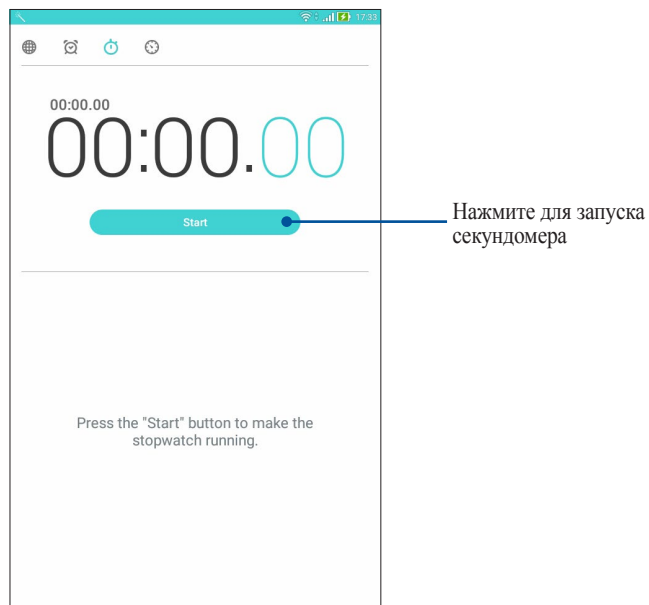 17:33
00:00.00
00:00.00
Start
Нажмите для запуска
секундомера
Press the "Start" button to make the
stopwatch running.